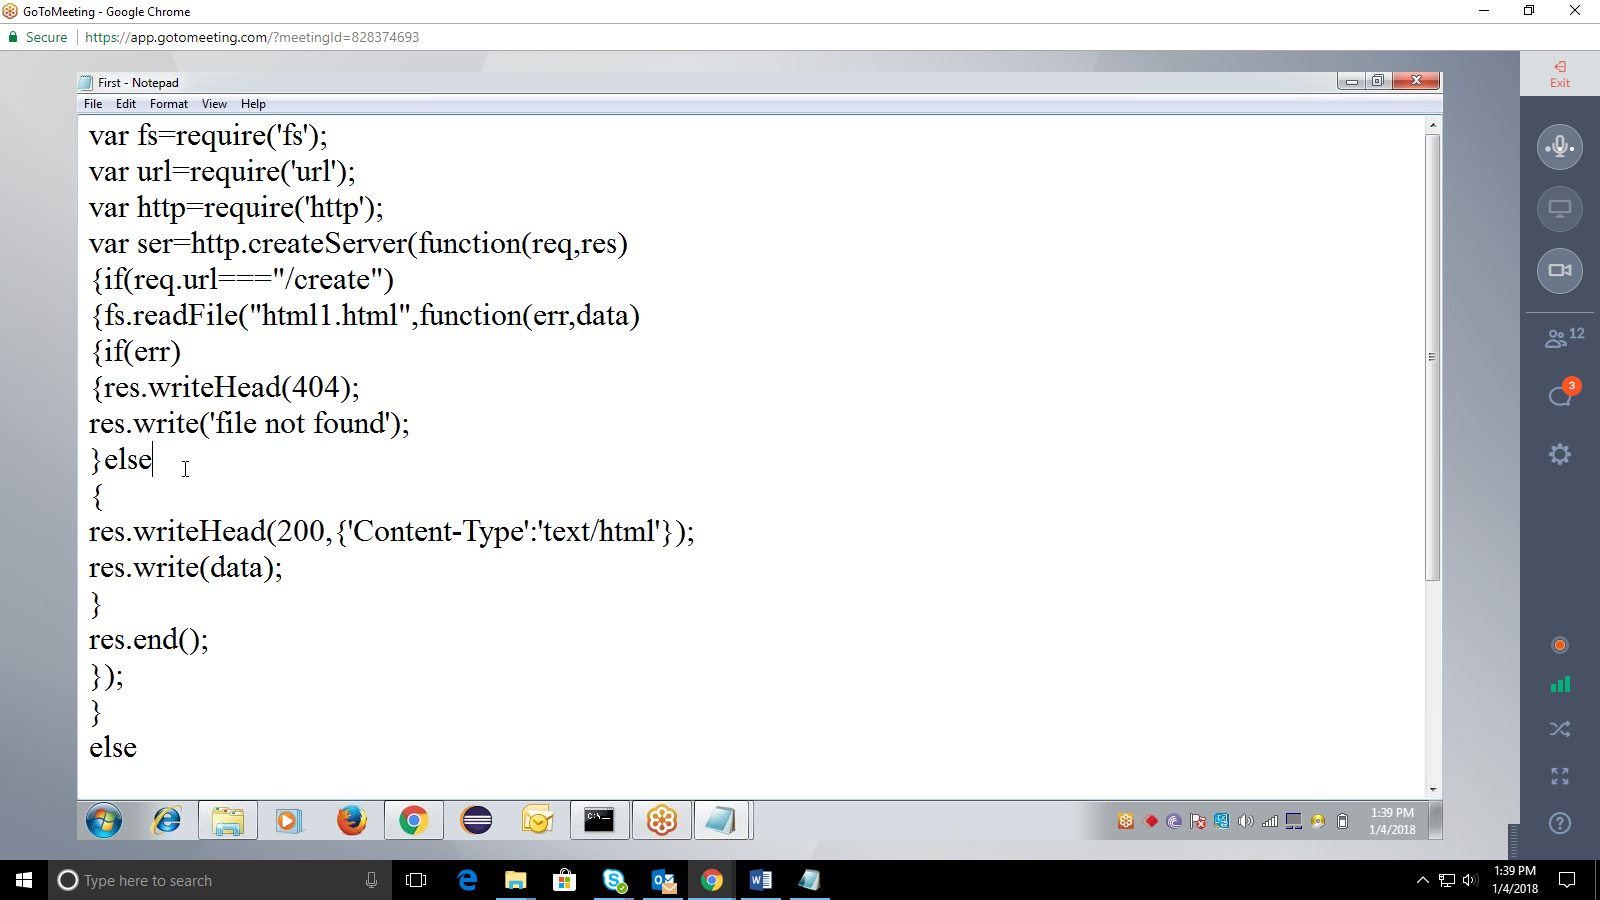 GoToMeeting - Google Chrome
Secure https://app.gotomeeting.com/?meetingId=828374693
Exit
First - Notepad
File Edit Format View Help
var fs=require('fs');
var url=require('url');
var http=require('http');
var ser=http.createServer(function(req,res)
{if(req.url==="/create")
{fs.readFile("html1.html",function(err,data)
{if(err)
{res.writeHead(404);
res.write('file not found');
}else
{
res.writeHead(200,{'Content-Type':'text/html'});
res.write(data);
}
res.end();
});
}
else
12
3
1:39 PM
1/4/2018
Type here to search
1:39 PM
1/4/2018